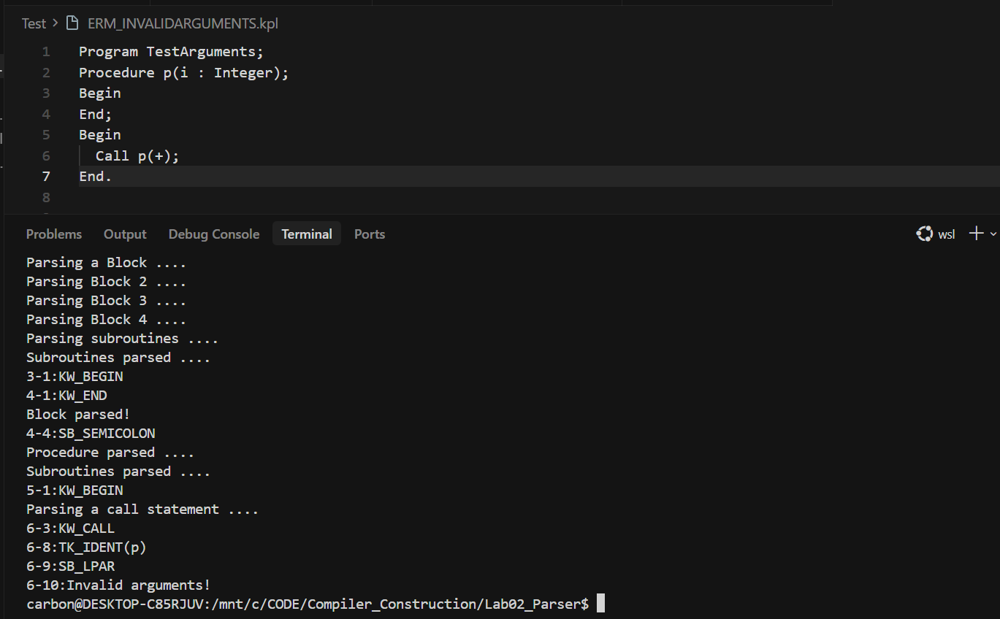 Test > ERM_INVALIDARGUMENTS.kpl
1 Program TestArguments;
2 Procedure p(i : Integer);
3 Begin
4 End;
5 Begin
6 Call p(+);
7 End.
8
Problems Output Debug Console Terminal Ports wsl
Parsing a Block ....
Parsing Block 2 ....
Parsing Block 3 ....
Parsing Block 4 ....
Parsing subroutines ....
Subroutines parsed ....
3-1:KW_BEGIN
4-1:KW_END
Block parsed!
4-4:SB_SEMICOLON
Procedure parsed ....
Subroutines parsed ....
5-1:KW_BEGIN
Parsing a call statement ....
6-3:KW_CALL
6-8:TK_IDENT(p)
6-9:SB_LPAR
6-10:Invalid arguments!
carbon@DESKTOP-C85RJUV:/mnt/c/CODE/Compiler_Construction/Lab02_Parser$